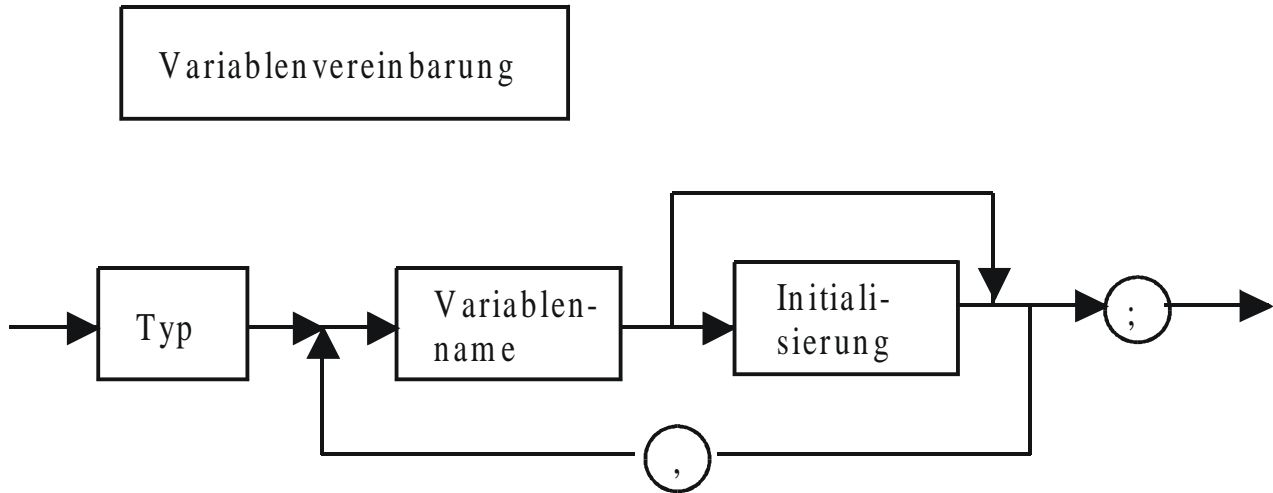 Variablenvereinbarung
Typ
Variablen-
name
Initiali-
sierung
;
,